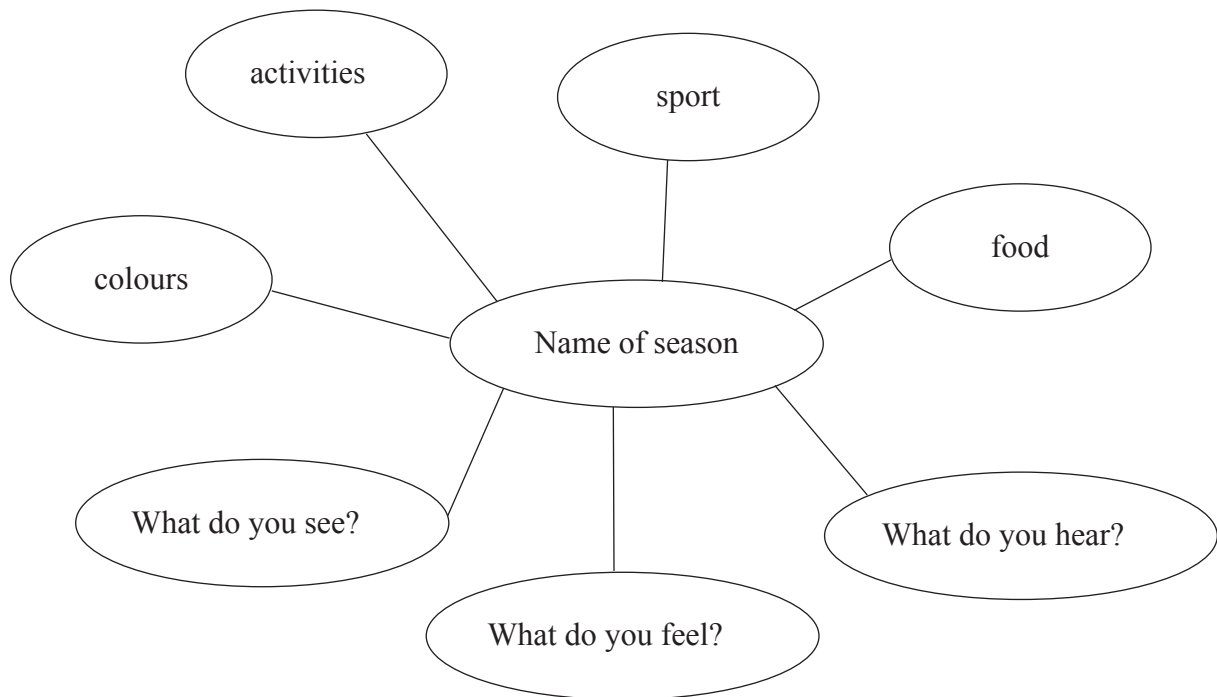 activities
sport
colours
food
Name of season
What do you see?
What do you hear?
What do you feel?